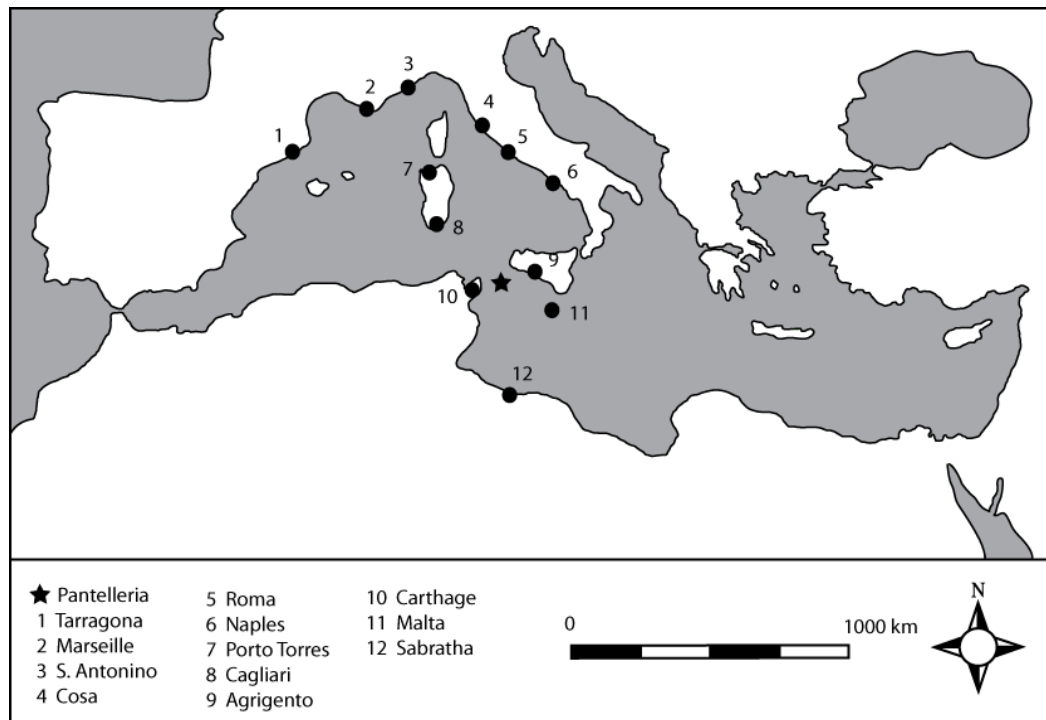 3
2
4
1
5
7
6
8
9
10
11
12
Pantelleria
1 Tarragona
2 Marseille
3 S. Antonino
4 Cosa
5 Roma
6 Naples
7 Porto Torres
8 Cagliari
9 Agrigento
10 Carthage
11 Malta
12 Sabratha
0 1000 km
N